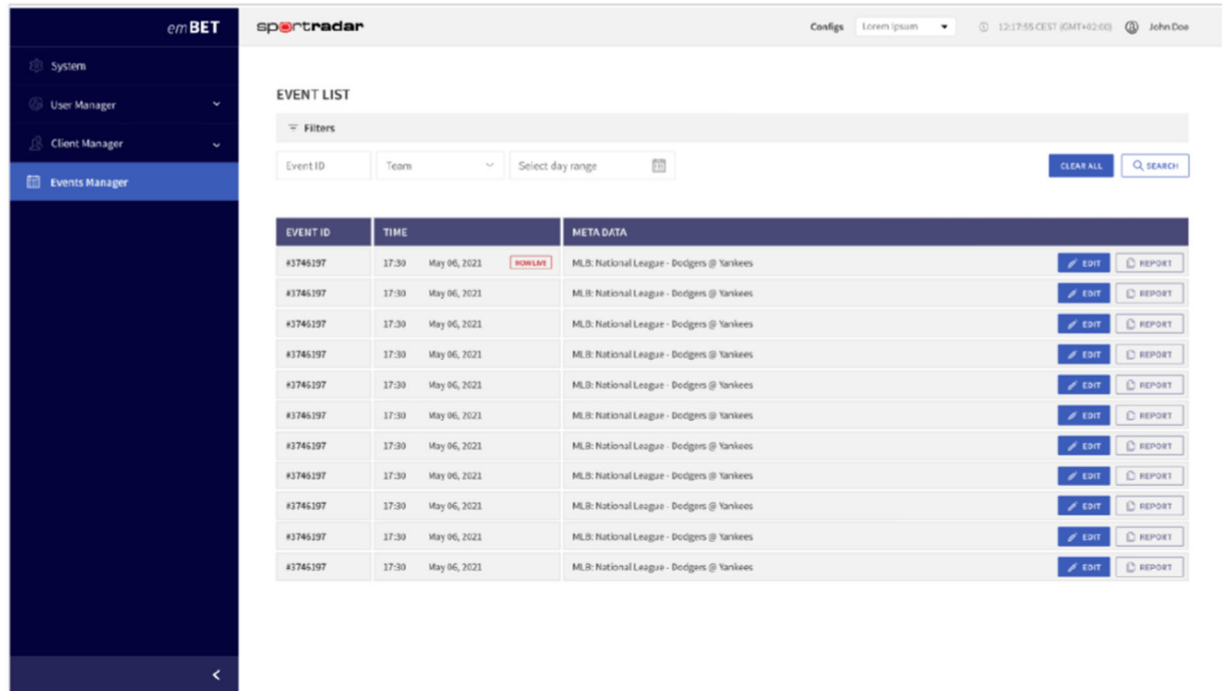 emBET
sportradar
Configs Lorem Ipsum 12:17:55 CEST (GMT+02:00) John Doe
System
User Manager
Client Manager
Events Manager
EVENT LIST
Filters
Event ID Team Select day range CLEAR ALL SEARCH
EVENT ID TIME META DATA
#3746197 17:30 May 06, 2021 NOW LIVE MLB: National League - Dodgers @ Yankees EDIT REPORT
#3746197 17:30 May 06, 2021 MLB: National League - Dodgers @ Yankees EDIT REPORT
#3746197 17:30 May 06, 2021 MLB: National League - Dodgers @ Yankees EDIT REPORT
#3746197 17:30 May 06, 2021 MLB: National League - Dodgers @ Yankees EDIT REPORT
#3746197 17:30 May 06, 2021 MLB: National League - Dodgers @ Yankees EDIT REPORT
#3746197 17:30 May 06, 2021 MLB: National League - Dodgers @ Yankees EDIT REPORT
#3746197 17:30 May 06, 2021 MLB: National League - Dodgers @ Yankees EDIT REPORT
#3746197 17:30 May 06, 2021 MLB: National League - Dodgers @ Yankees EDIT REPORT
#3746197 17:30 May 06, 2021 MLB: National League - Dodgers @ Yankees EDIT REPORT
#3746197 17:30 May 06, 2021 MLB: National League - Dodgers @ Yankees EDIT REPORT
#3746197 17:30 May 06, 2021 MLB: National League - Dodgers @ Yankees EDIT REPORT